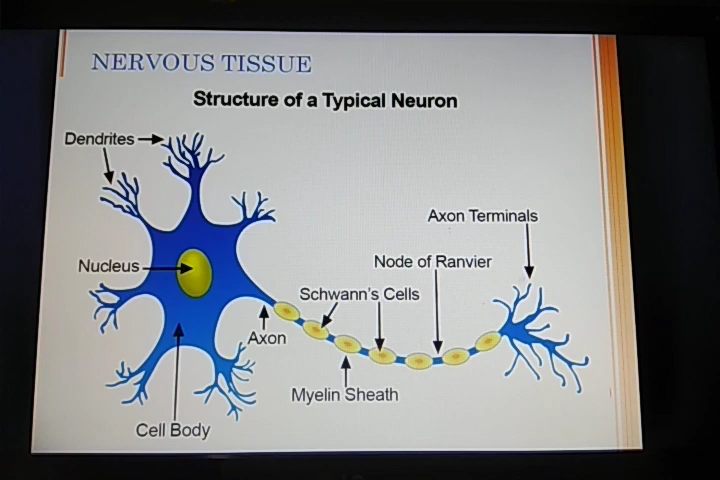 NERVOUS TISSUE
Structure of a Typical Neuron
Dendrites
Axon Terminals
Nucleus
Node of Ranvier
Schwann's Cells
Axon
Myelin Sheath
Cell Body